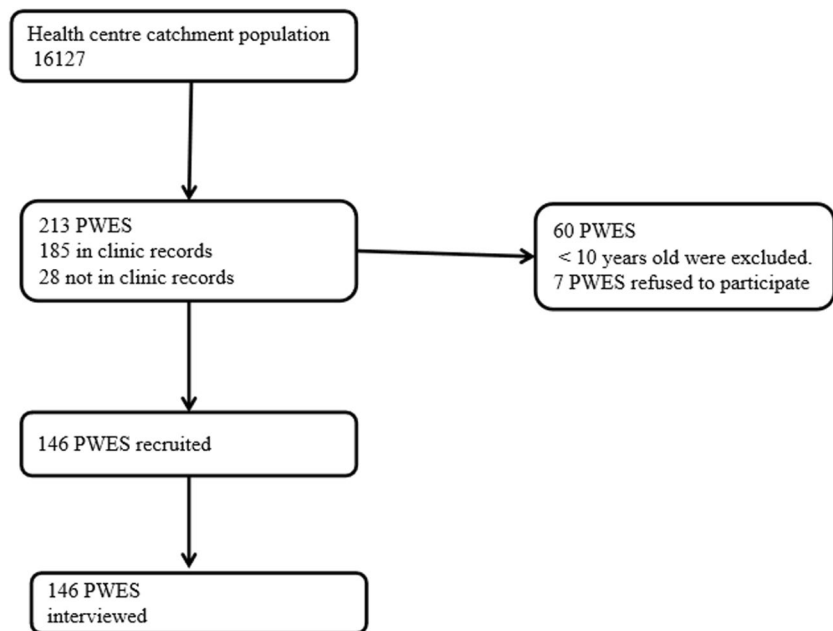 Health centre catchment population
16127
213 PWES
185 in clinic records
28 not in clinic records
60 PWES
< 10 years old were excluded.
7 PWES refused to participate
146 PWES recruited
146 PWES
interviewed